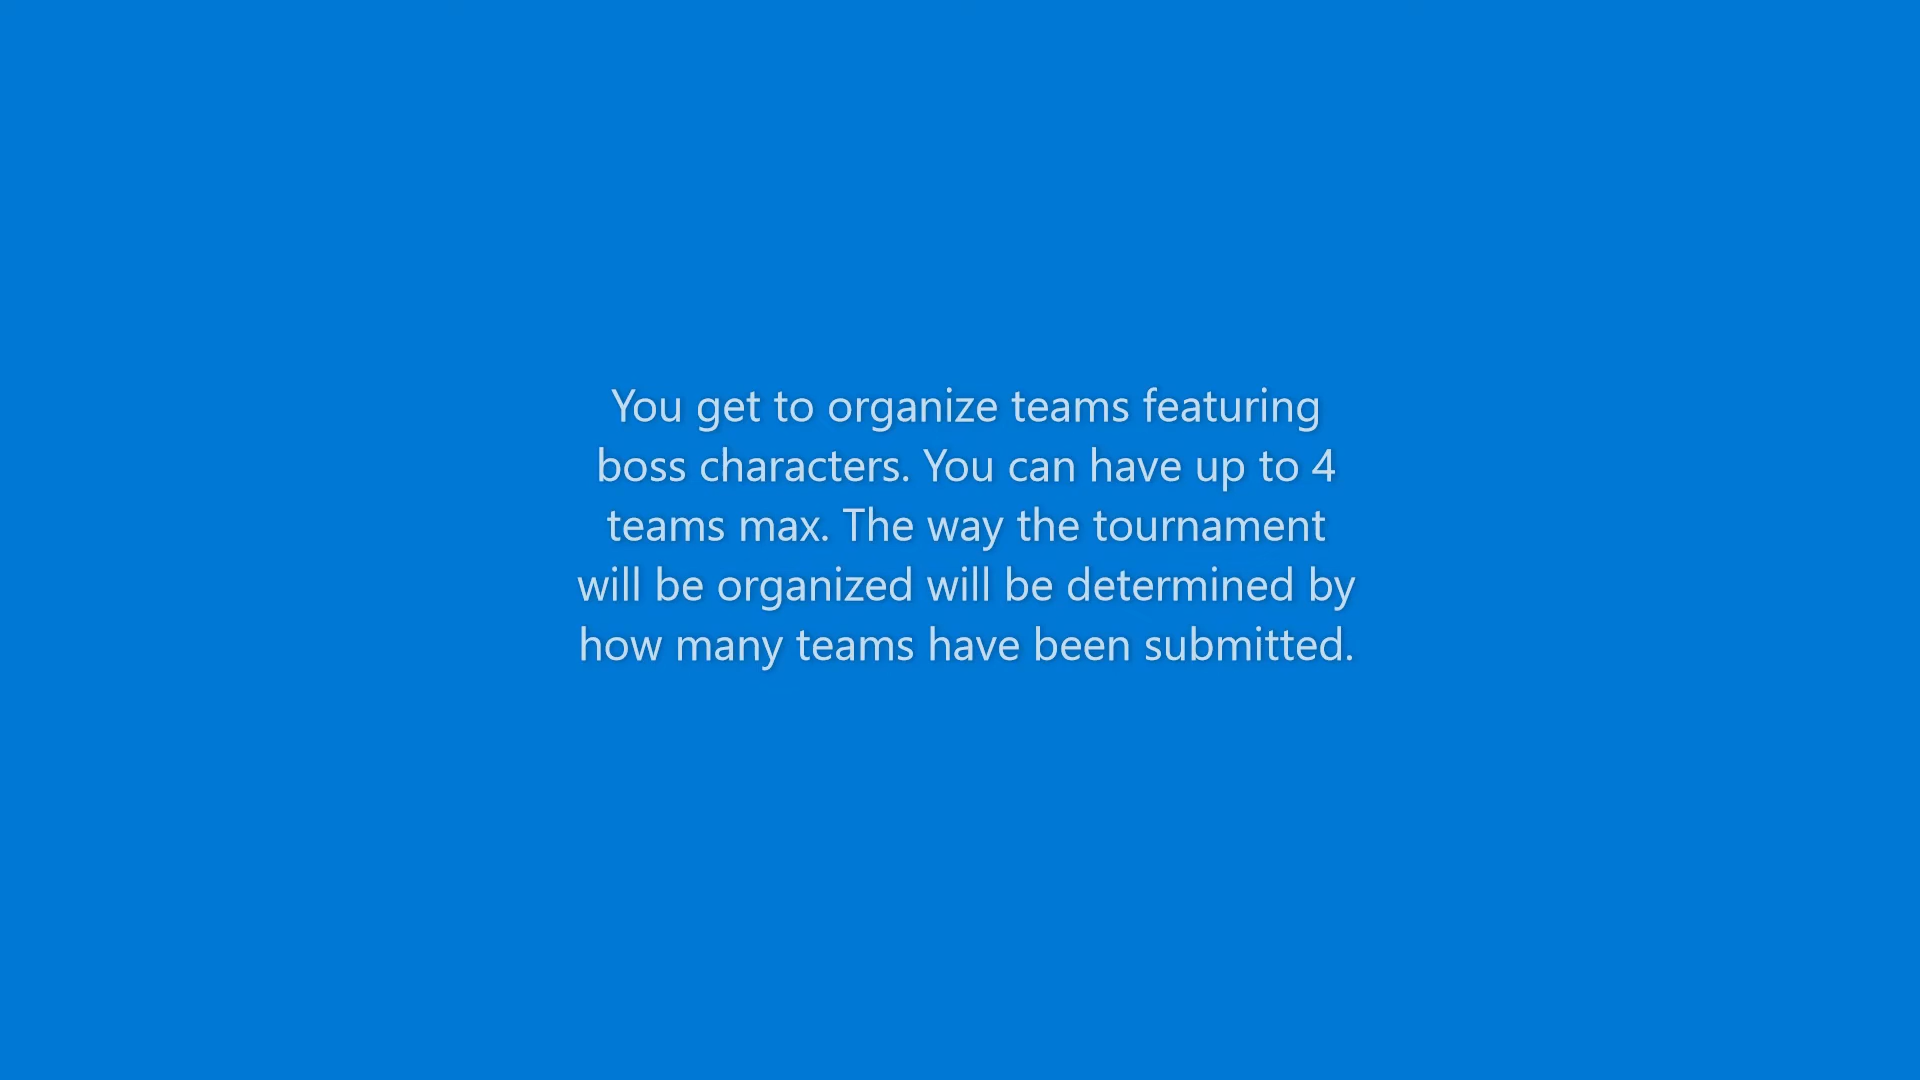 You get to organize teams featuring
boss characters. You can have up to 4
teams max. The way the tournament
will be organized will be determined by
how many teams have been submitted.